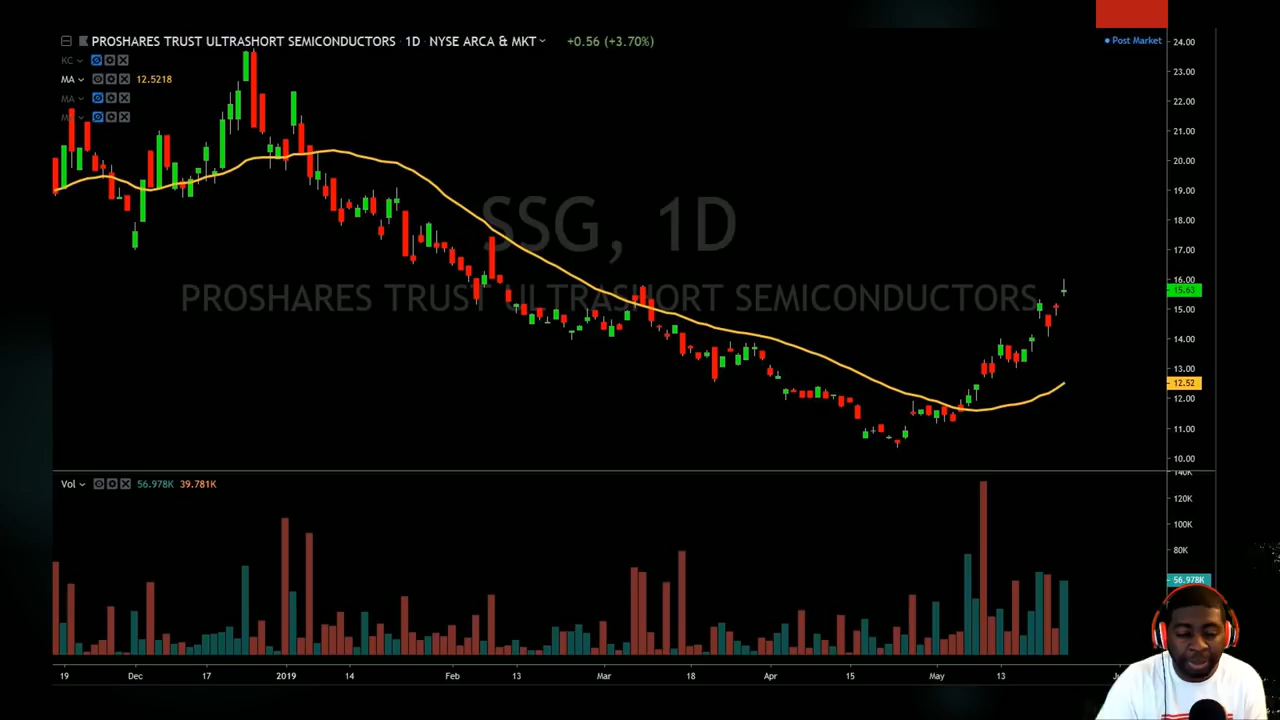 PROSHARES TRUST ULTRASHORT SEMICONDUCTORS · 1D · NYSE ARCA & MKT +0.56 (+3.70%)
Post Market
KC
MA 12.5218
MA
SSG, 1D
PROSHARES TRUST ULTRASHORT SEMICONDUCTORS
24.00
23.00
22.00
21.00
20.00
19.00
18.00
17.00
16.00
15.63
15.00
14.00
13.00
12.52
12.00
11.00
10.00
Vol 56.978K 39.781K
140K
120K
100K
80K
56.978K
19 Dec 17 2019 14 Feb 13 Mar 18 Apr 15 May 13